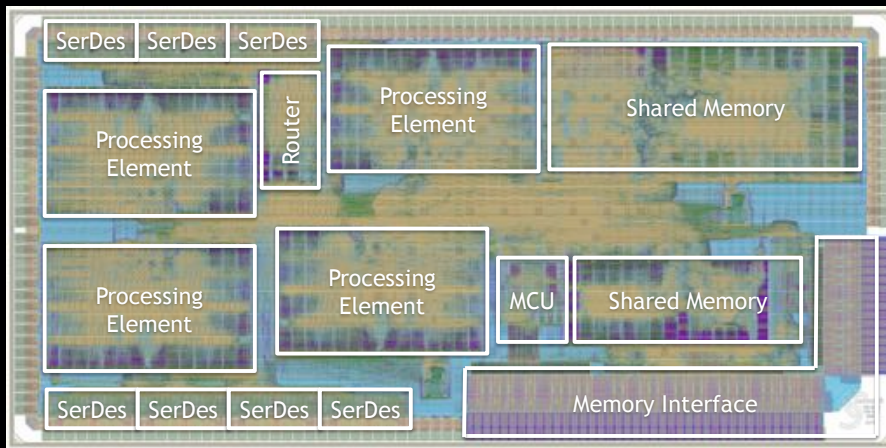 SerDes SerDes SerDes
Processing
Element
Router
Processing
Element
Shared Memory
Processing
Element
Processing
Element
MCU
Shared Memory
SerDes SerDes SerDes SerDes
Memory Interface